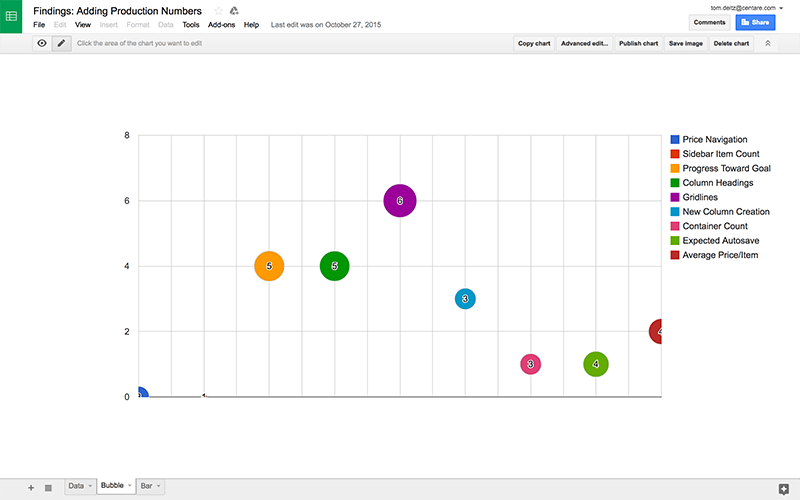 Findings: Adding Production Numbers
tom.deitz@centare.com
File Edit View Insert Format Data Tools Add-ons Help Last edit was on October 27, 2015
Comments Share
Click the area of the chart you want to edit
Copy chart Advanced edit... Publish chart Save image Delete chart
8
6
4
2
0
6
5
5
3
3
4
4
Price Navigation
Sidebar Item Count
Progress Toward Goal
Column Headings
Gridlines
New Column Creation
Container Count
Expected Autosave
Average Price/Item
Data Bubble Bar